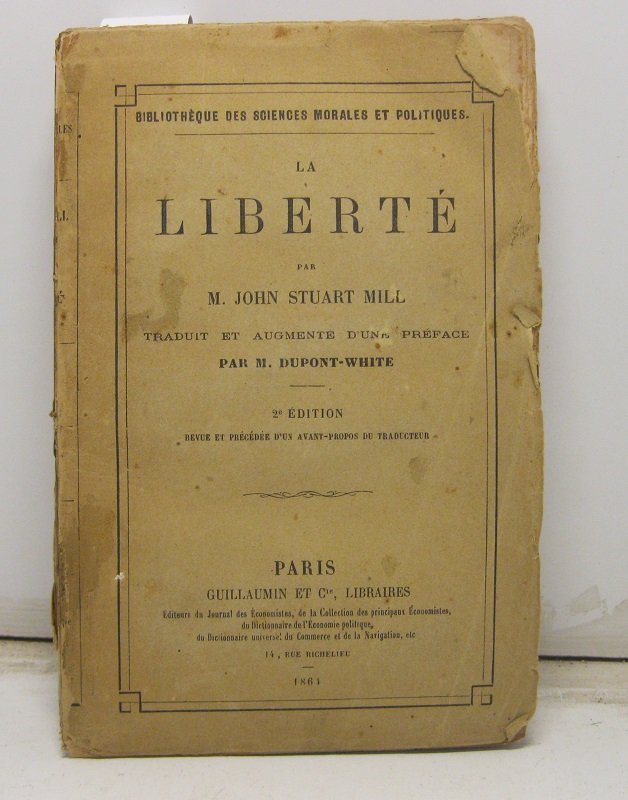 BIBLIOTHÈQUE DES SCIENCES MORALES ET POLITIQUES.
LA
LIBERTÉ
PAR
M. JOHN STUART MILL
TRADUIT ET AUGMENTE D'UNE PRÉFACE
PAR M. DUPONT-WHITE
2e ÉDITION
REVUE ET PRÉCÉDÉE D'UN AVANT-PROPOS DU TRADUCTEUR
PARIS
GUILLAUMIN ET Cie, LIBRAIRES
Éditeurs du Journal des Économistes, de la Collection des principaux Économistes,
du Dictionnaire de l'Économie politique,
du Dictionnaire universel du Commerce et de la Navigation, etc
14, RUE RICHELIEU
1864